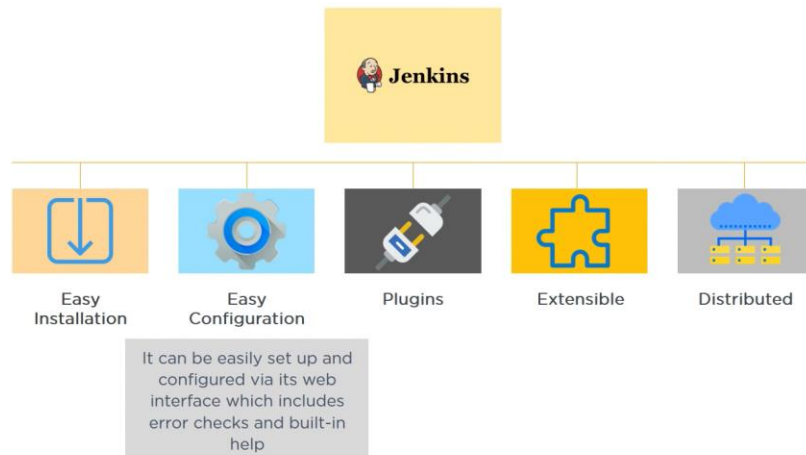 Jenkins
Easy
Installation
Easy
Configuration
Plugins
Extensible
Distributed
It can be easily set up and
configured via its web
interface which includes
error checks and built-in
help